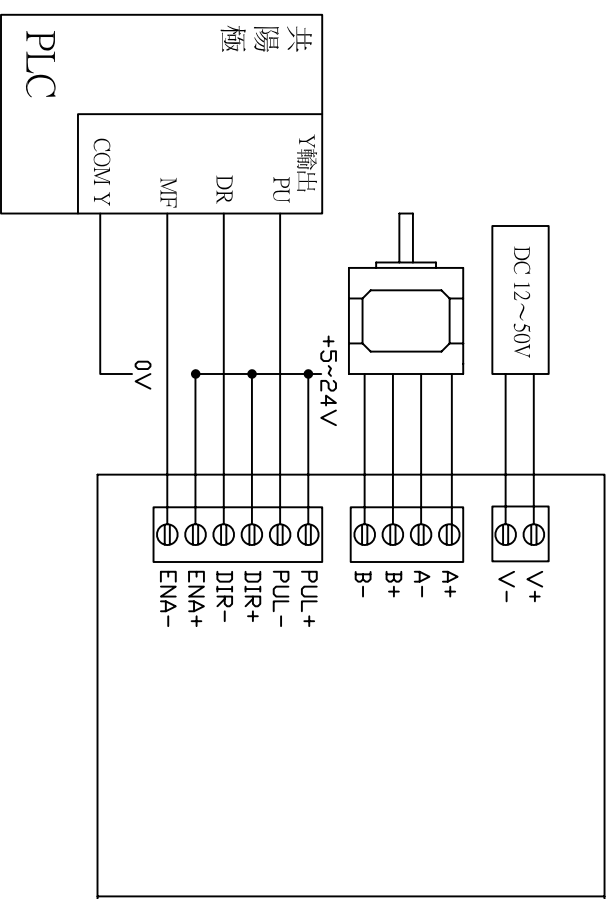 DC 12～50V
V+
V-
A+
A-
B+
B-
+5~24V
共陽極
PLC
Y輸出
PU
DR
MF
COM Y
0V
PUL+
PUL-
DIR+
DIR-
ENA+
ENA-